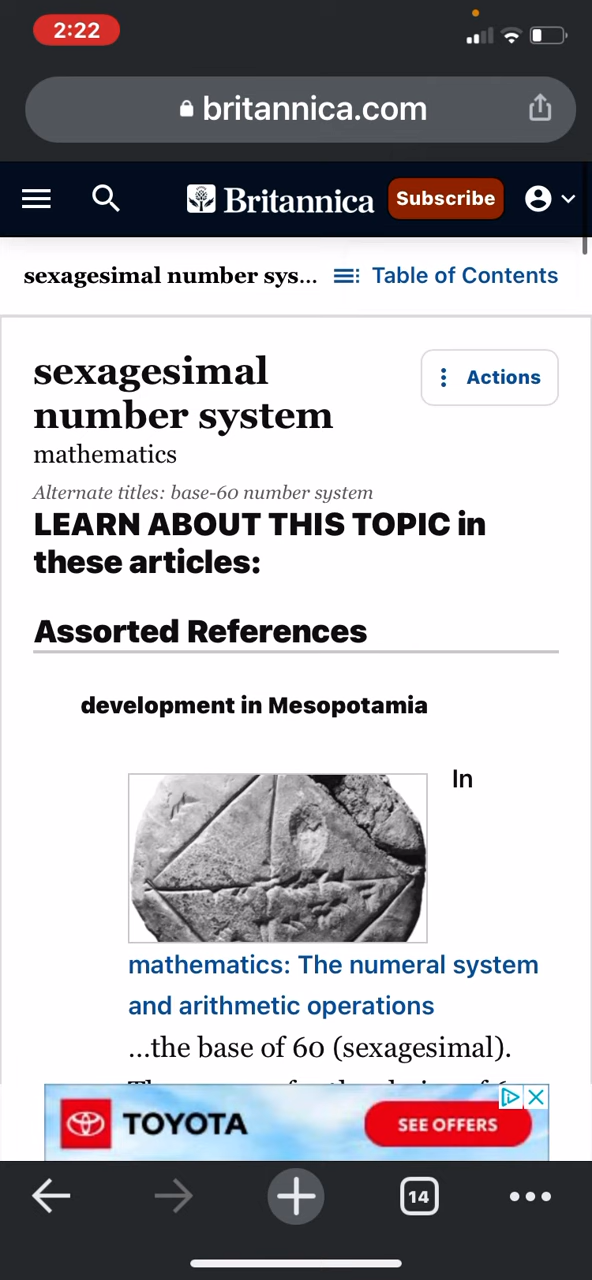 2:22
britannica.com
Britannica
Subscribe
sexagesimal number sys...
Table of Contents
sexagesimal
number system
Actions
mathematics
Alternate titles: base-60 number system
LEARN ABOUT THIS TOPIC in
these articles:
Assorted References
development in Mesopotamia
In
mathematics: The numeral system
and arithmetic operations
...the base of 60 (sexagesimal).
TOYOTA
SEE OFFERS
14